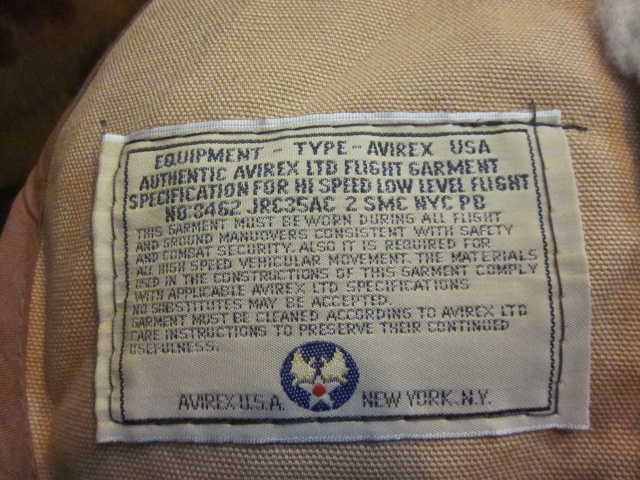 EQUIPMENT - TYPE - AVIREX USA
AUTHENTIC AVIREX LTD FLIGHT GARMENT
SPECIFICATION FOR HI SPEED LOW LEVEL FLIGHT
NO: 8462 JRC35AC 2 SMC NYC PB
THIS GARMENT MUST BE WORN DURING ALL FLIGHT
AND GROUND MANUOVERS CONSISTENT WITH SAFETY
AND COMBAT SECURITY. ALSO IT IS REQUIRED FOR
ALL HIGH SPEED VEHICULAR MOVEMENT. THE MATERIALS
USED IN THE CONSTRUCTIONS OF THIS GARMENT COMPLY
WITH APPLICABLE AVIREX LTD SPECIFICATIONS
NO SUBSTITUTES MAY BE ACCEPTED.
GARMENT MUST BE CLEANED ACCORDING TO AVIREX LTD
CARE INSTRUCTIONS TO PRESERVE THEIR CONTINUED
USEFULNESS.
AVIREX U.S.A. NEW YORK. N.Y.